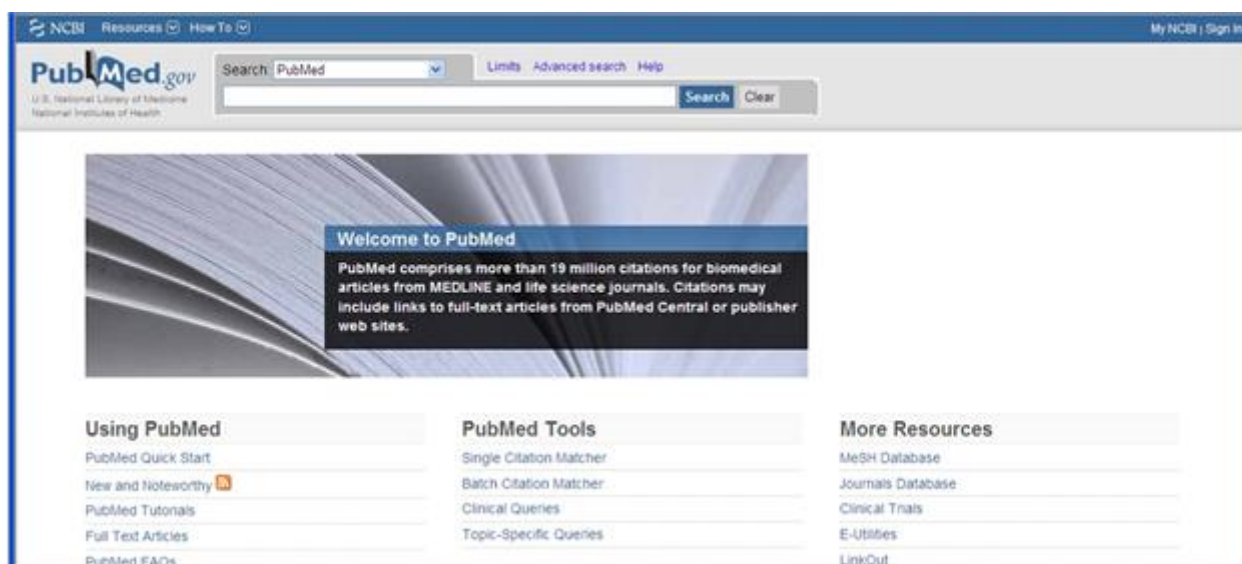 NCBI Resources How To My NCBI | Sign In
PubMed.gov
U.S. National Library of Medicine
National Institutes of Health
Search: PubMed
Limits Advanced search Help
Search Clear
Welcome to PubMed
PubMed comprises more than 19 million citations for biomedical
articles from MEDLINE and life science journals. Citations may
include links to full-text articles from PubMed Central or publisher
web sites.
Using PubMed
PubMed Quick Start
New and Noteworthy
PubMed Tutorials
Full Text Articles
PubMed FAQs
PubMed Tools
Single Citation Matcher
Batch Citation Matcher
Clinical Queries
Topic-Specific Queries
More Resources
MeSH Database
Journals Database
Clinical Trials
E-Utilities
LinkOut